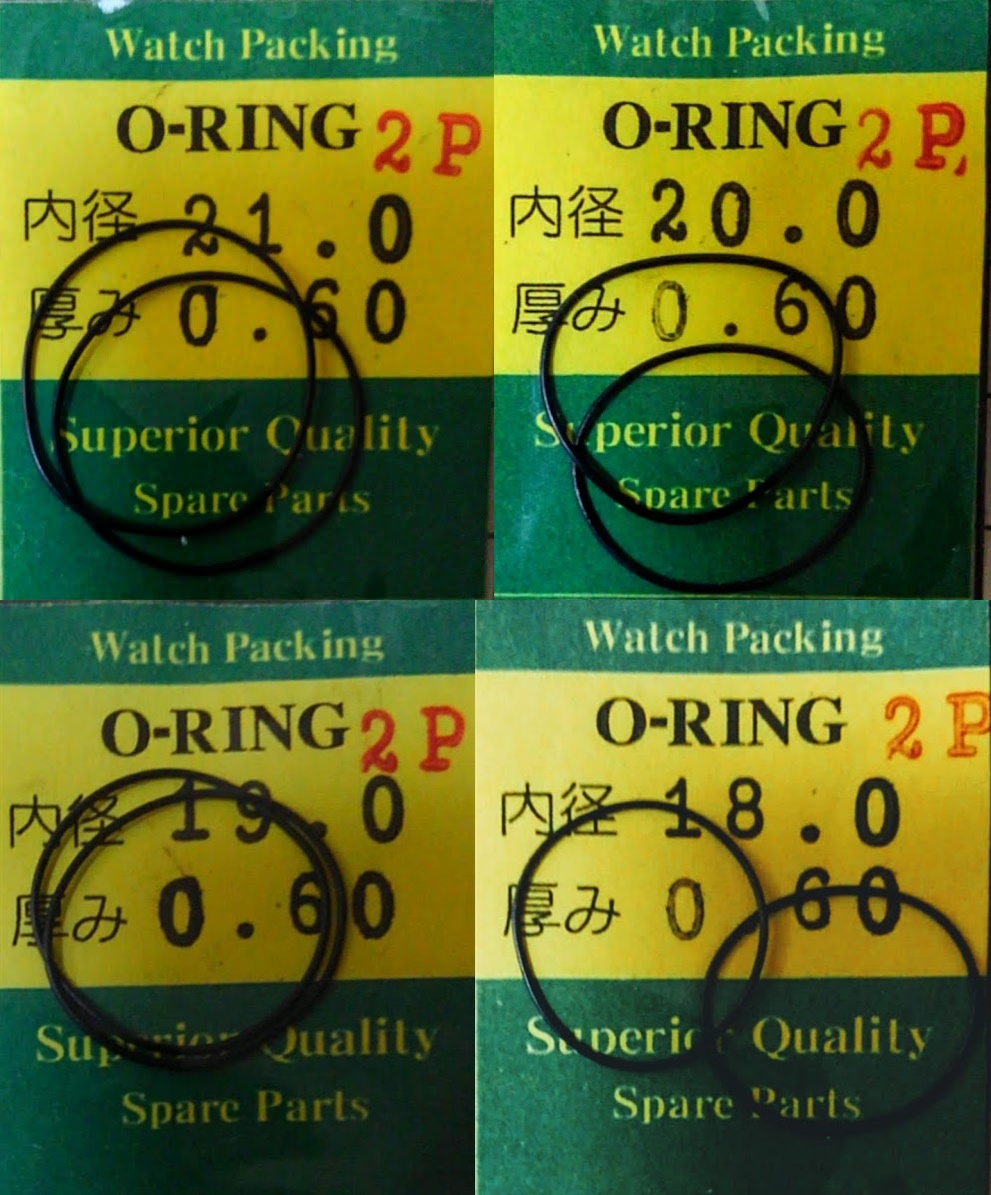 Watch Packing
O-RING 2P
内径 21.0
厚み 0.60
Superior Quality
Spare Parts
Watch Packing
O-RING 2P.
内径 20.0
厚み 0.60
Superior Quality
Spare Parts
Watch Packing
O-RING 2P
内径 19.0
厚み 0.60
Superior Quality
Spare Parts
Watch Packing
O-RING 2P
内径 18.0
厚み 0.60
Superior Quality
Spare Parts